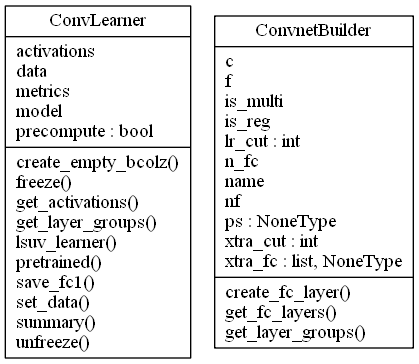 ConvLearner
activations
data
metrics
model
precompute : bool
create_empty_bcolz()
freeze()
get_activations()
get_layer_groups()
lsuv_learner()
pretrained()
save_fc1()
set_data()
summary()
unfreeze()
ConvnetBuilder
c
f
is_multi
is_reg
lr_cut : int
n_fc
name
nf
ps : NoneType
xtra_cut : int
xtra_fc : list, NoneType
create_fc_layer()
get_fc_layers()
get_layer_groups()